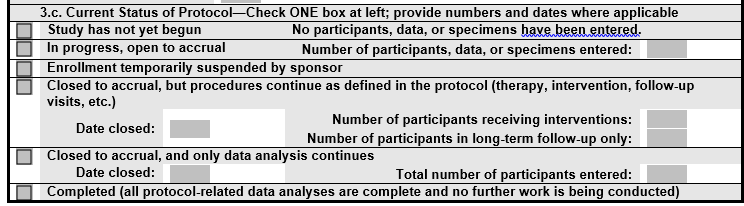 3.c. Current Status of Protocol—Check ONE box at left; provide numbers and dates where applicable
Study has not yet begun No participants, data, or specimens have been entered.
In progress, open to accrual Number of participants, data, or specimens entered:
Enrollment temporarily suspended by sponsor
Closed to accrual, but procedures continue as defined in the protocol (therapy, intervention, follow-up
visits, etc.)
Date closed: Number of participants receiving interventions:
Number of participants in long-term follow-up only:
Closed to accrual, and only data analysis continues
Date closed: Total number of participants entered:
Completed (all protocol-related data analyses are complete and no further work is being conducted)